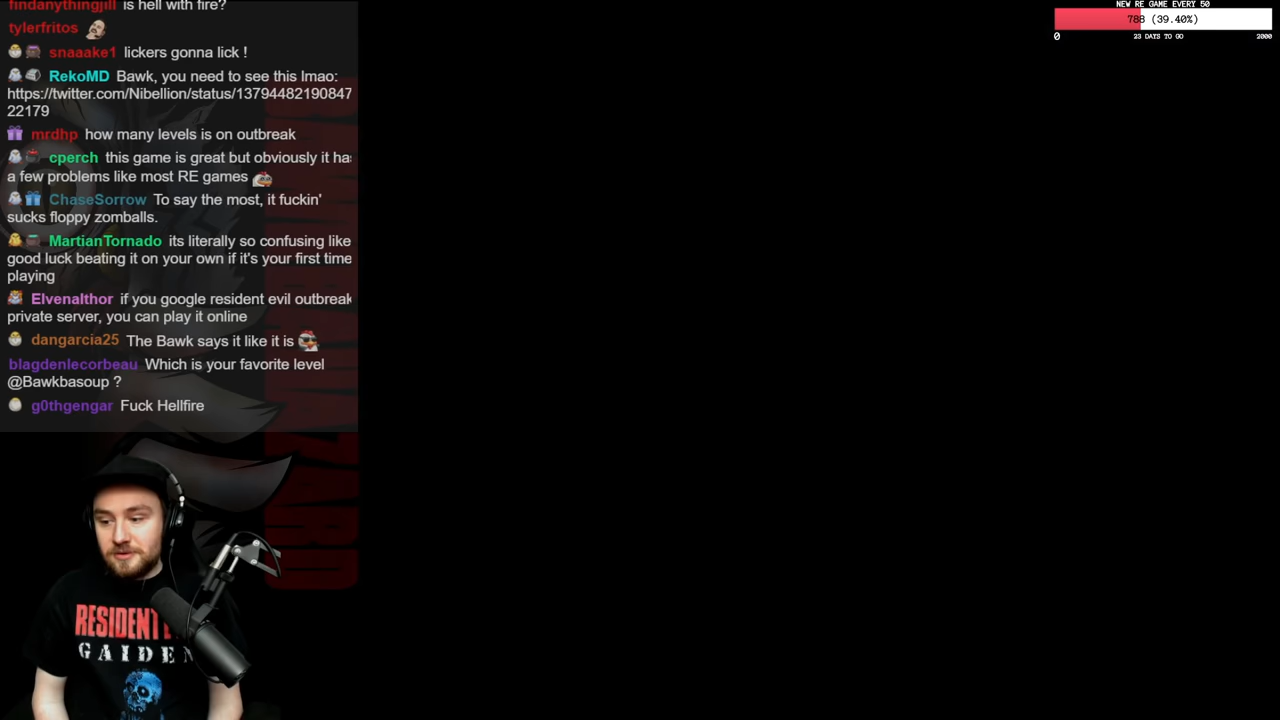 findanythingjill is hell with fire?
tylerfritos
snaaake1 lickers gonna lick !
RekoMD Bawk, you need to see this lmao:
https://twitter.com/Nibellion/status/13794482190847
22179
mrdhp how many levels is on outbreak
cperch this game is great but obviously it has
a few problems like most RE games
ChaseSorrow To say the most, it fuckin'
sucks floppy zomballs.
MartianTornado its literally so confusing like
good luck beating it on your own if it's your first time
playing
Elvenalthor if you google resident evil outbreak
private server, you can play it online
dangarcia25 The Bawk says it like it is
blagdenlecorbeau Which is your favorite level
@Bawkbasoup ?
g0thgengar Fuck Hellfire
NEW RE GAME EVERY 50
788 (39.40%)
0 23 DAYS TO GO 2000
RESIDENT
GAIDEN